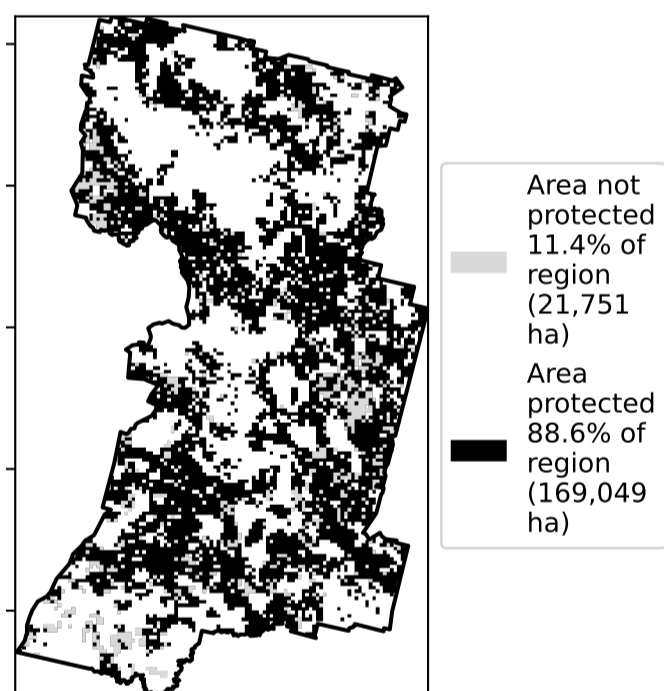 Area not
protected
11.4% of
region
(21,751
ha)
Area
protected
88.6% of
region
(169,049
ha)